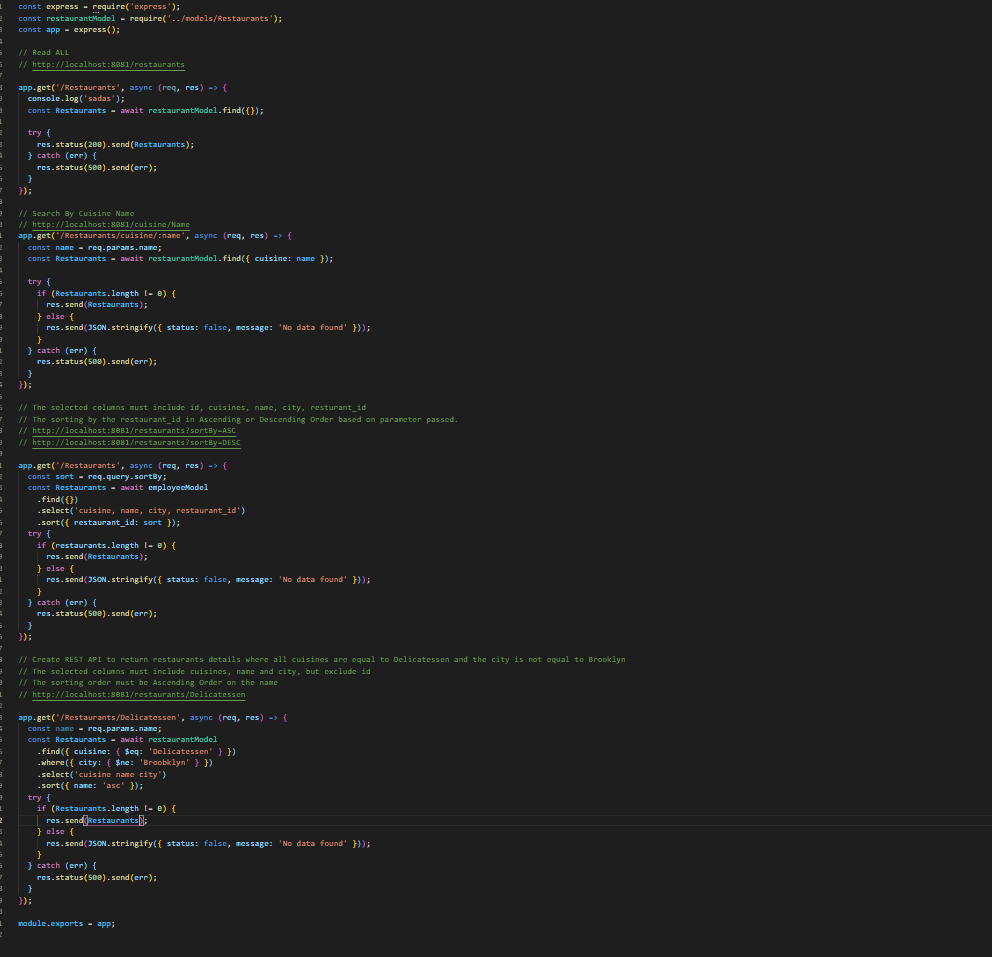 const express = require('express');
const restaurantModel = require('../models/Restaurants');
const app = express();
// Read ALL
// http://localhost:8081/restaurants
app.get('/Restaurants', async (req, res) => {
console.log('sadas');
const Restaurants = await restaurantModel.find({});
try {
res.status(200).send(Restaurants);
} catch (err) {
res.status(500).send(err);
}
});
// Search By Cuisine Name
// http://localhost:8081/cuisine/Name
app.get('/Restaurants/cuisine/:name', async (req, res) => {
const name = req.params.name;
const Restaurants = await restaurantModel.find({ cuisine: name });
try {
if (Restaurants.length != 0) {
res.send(Restaurants);
} else {
res.send(JSON.stringify({ status: false, message: 'No data found' }));
}
} catch (err) {
res.status(500).send(err);
}
});
// The selected columns must include id, cuisines, name, city, resturant_id
// The sorting by the restaurant_id in Ascending or Descending Order based on parameter passed.
// http://localhost:8081/restaurants?sortBy=ASC
// http://localhost:8081/restaurants?sortBy=DESC
app.get('/Restaurants', async (req, res) => {
const sort = req.query.sortBy;
const Restaurants = await employeeModel
.find({})
.select('cuisine, name, city, restaurant_id')
.sort({ restaurant_id: sort });
try {
if (restaurants.length != 0) {
res.send(Restaurants);
} else {
res.send(JSON.stringify({ status: false, message: 'No data found' }));
}
} catch (err) {
res.status(500).send(err);
}
});
// Create REST API to return restaurants details where all cuisines are equal to Delicatessen and the city is not equal to Brooklyn
// The selected columns must include cuisines, name and city, but exclude id
// The sorting order must be Ascending Order on the name
// http://localhost:8081/restaurants/Delicatessen
app.get('/Restaurants/Delicatessen', async (req, res) => {
const name = req.params.name;
const Restaurants = await restaurantModel
.find({ cuisine: { $eq: 'Delicatessen' } })
.where({ city: { $ne: 'Broobklyn' } })
.select('cuisine name city')
.sort({ name: 'asc' });
try {
if (Restaurants.length != 0) {
res.send(Restaurants);
} else {
res.send(JSON.stringify({ status: false, message: 'No data found' }));
}
} catch (err) {
res.status(500).send(err);
}
});
module.exports = app;